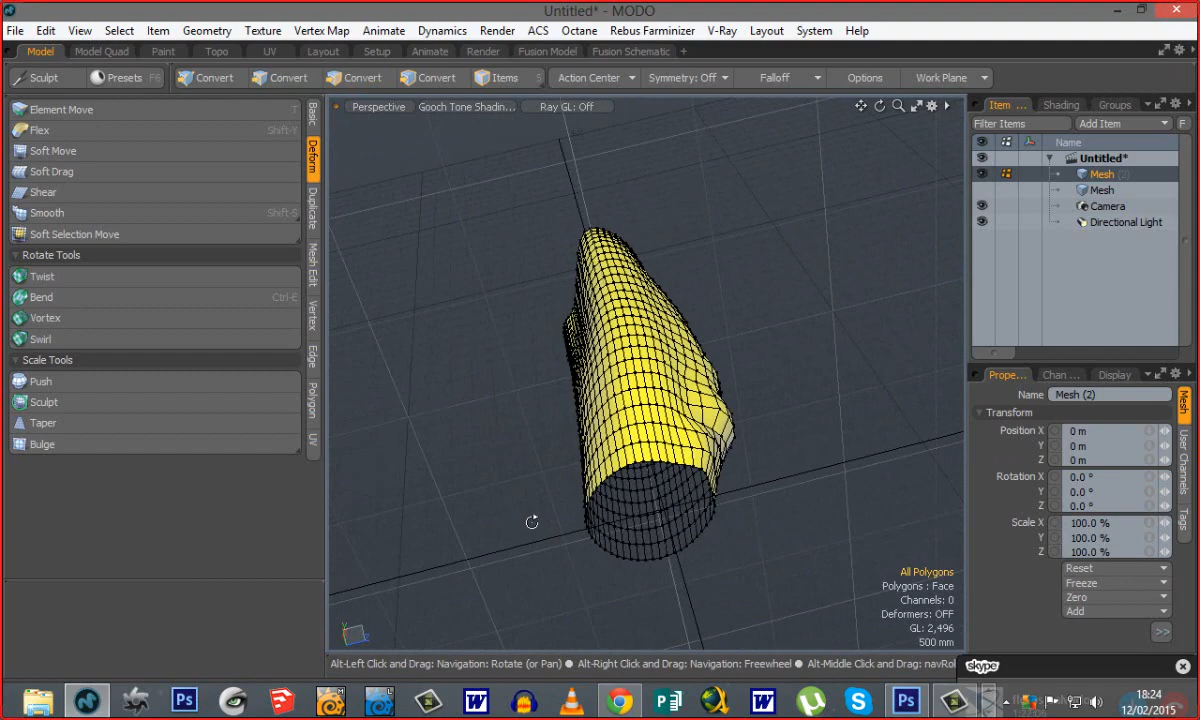 Untitled* - MODO
File Edit View Select Item Geometry Texture Vertex Map Animate Dynamics Render ACS Octane Rebus Farminizer V-Ray Layout System Help
Model Model Quad Paint Topo UV Layout Setup Animate Render Fusion Model Fusion Schematic +
Sculpt Presets F6 Convert Convert Convert Convert Items 5 Action Center Symmetry: Off Falloff Options Work Plane
Element Move T
Flex Shift-Y
Soft Move
Soft Drag
Shear
Smooth Shift-S
Soft Selection Move
Rotate Tools
Twist
Bend Ctrl-E
Vortex
Swirl
Scale Tools
Push
Sculpt
Taper
Bulge
Basic
Deform
Duplicate
Mesh Edit
Vertex
Edge
Polygon
UV
Perspective Gooch Tone Shadin... Ray GL: Off
All Polygons
Polygons : Face
Channels: 0
Deformers: OFF
GL: 2,496
500 mm
Alt-Left Click and Drag: Navigation: Rotate (or Pan) ● Alt-Right Click and Drag: Navigation: Freewheel ● Alt-Middle Click and Drag: navRol
Item ... Shading Groups
Filter Items Add Item F
Name
Untitled*
Mesh (2)
Mesh
Camera
Directional Light
Prope... Chan ... Display
Name Mesh (2)
Transform
Position X 0 m
Y 0 m
Z 0 m
Rotation X 0.0 °
Y 0.0 °
Z 0.0 °
Scale X 100.0 %
Y 100.0 %
Z 100.0 %
Reset
Freeze
Zero
Add
>>
Mesh
User Channels
Tags
skype
18:24
12/02/2015